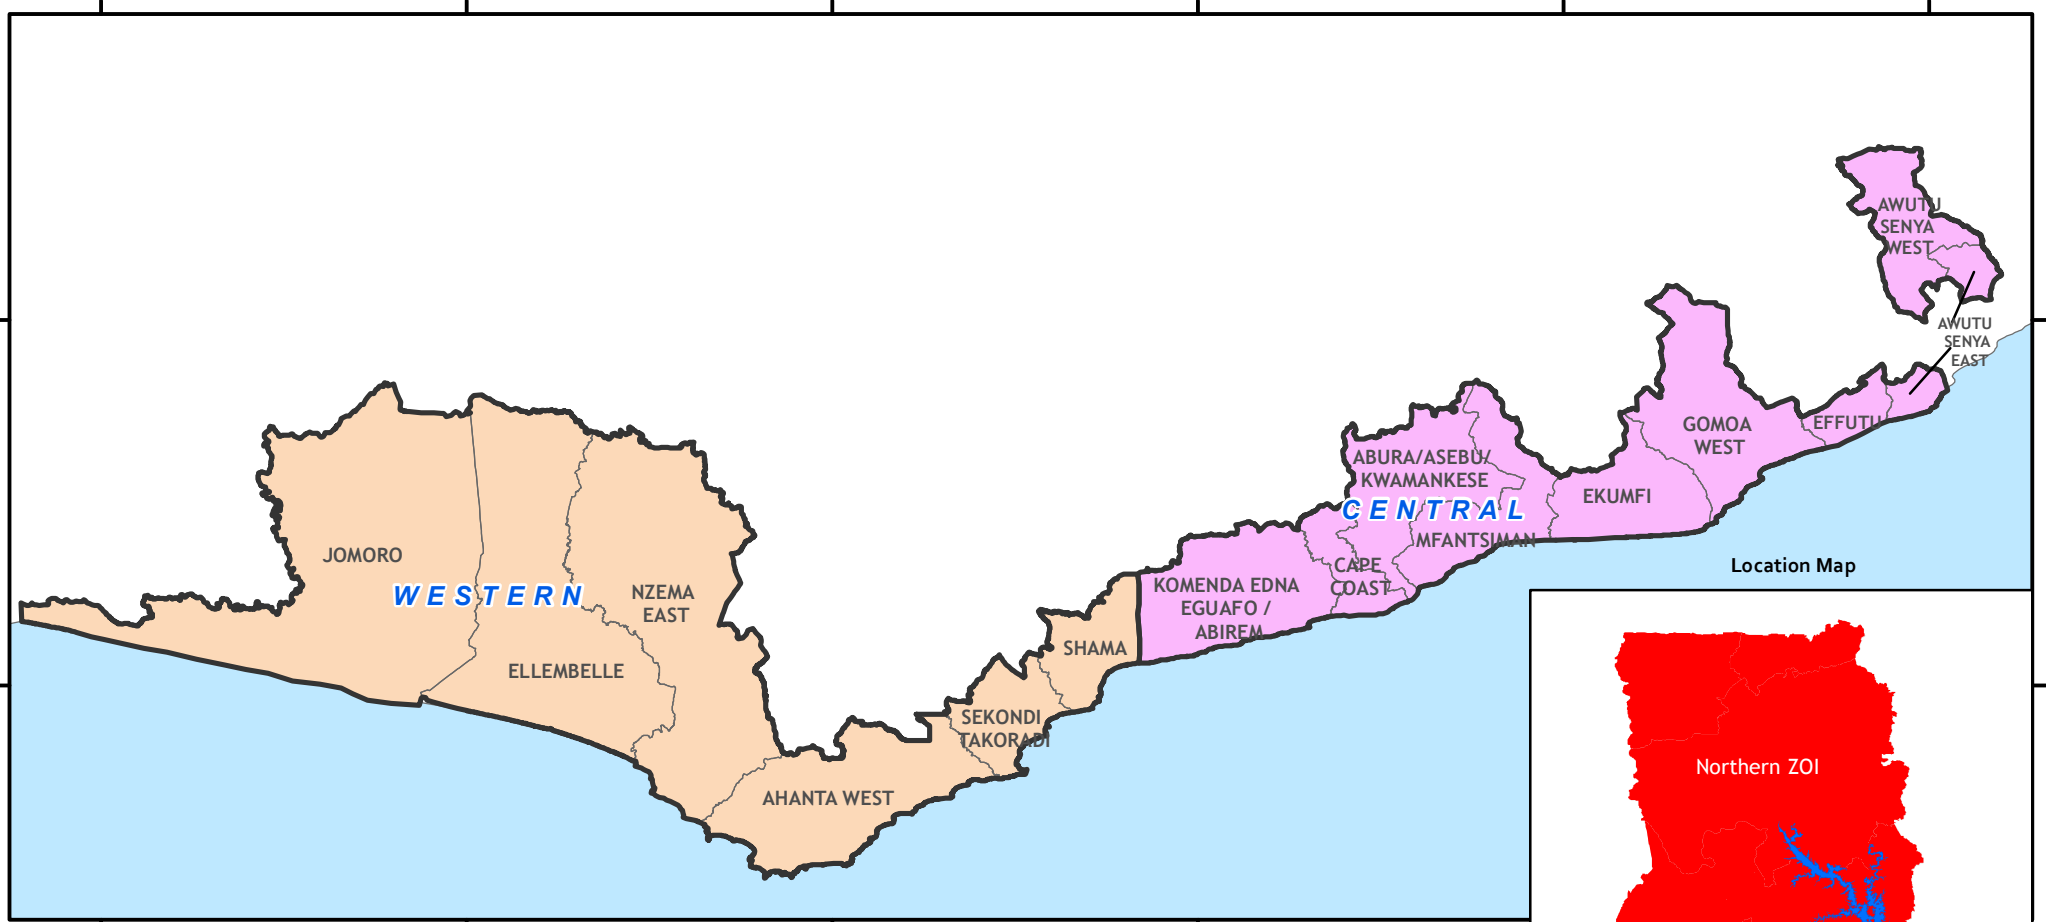 AWUTU
SENYA
WEST
AWUTU
SENYA
EAST
EFFUTU
GOMOA
WEST
EKUMFI
ABURA/ASEBU/
KWAMANKESE
CENTRAL
MFANTSIMAN
CAPE
COAST
KOMENDA EDNA
EGUAFO /
ABIREM
SHAMA
SEKONDI
TAKORADI
AHANTA WEST
NZEMA
EAST
JOMORO
WESTERN
ELLEMBELLE
Location Map
Northern ZOI